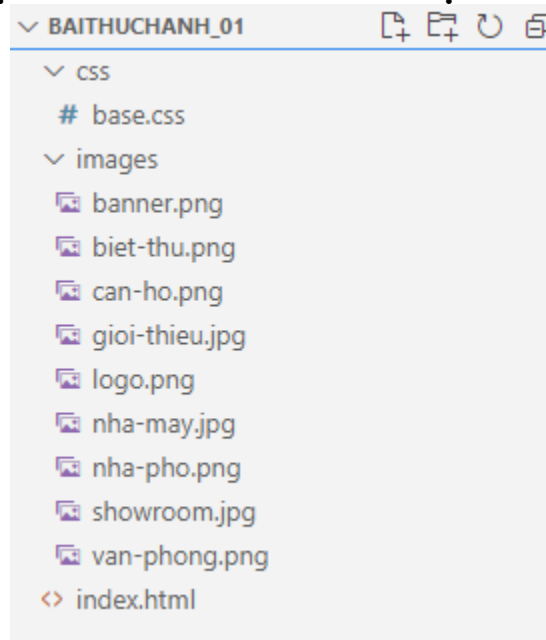 BAITHUCHANH_01
css
# base.css
images
banner.png
biet-thu.png
can-ho.png
gioi-thieu.jpg
logo.png
nha-may.jpg
nha-pho.png
showroom.jpg
van-phong.png
<> index.html